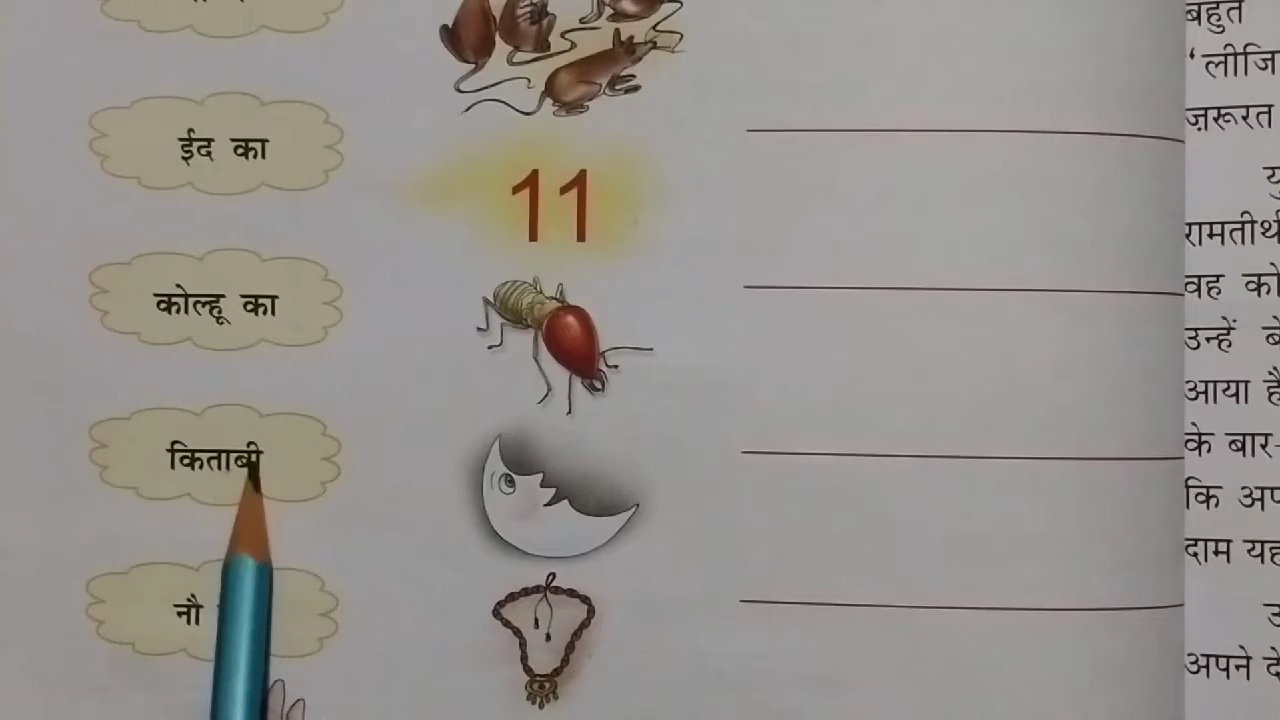 ईद का
11
कोल्हू का
किताबी
नौ
बहुत
‘लीजि
ज़रूरत
यु
रामतीर्थ
वह को
उन्हें
आया है
के बार-
कि अप
दाम यह
अपने दे